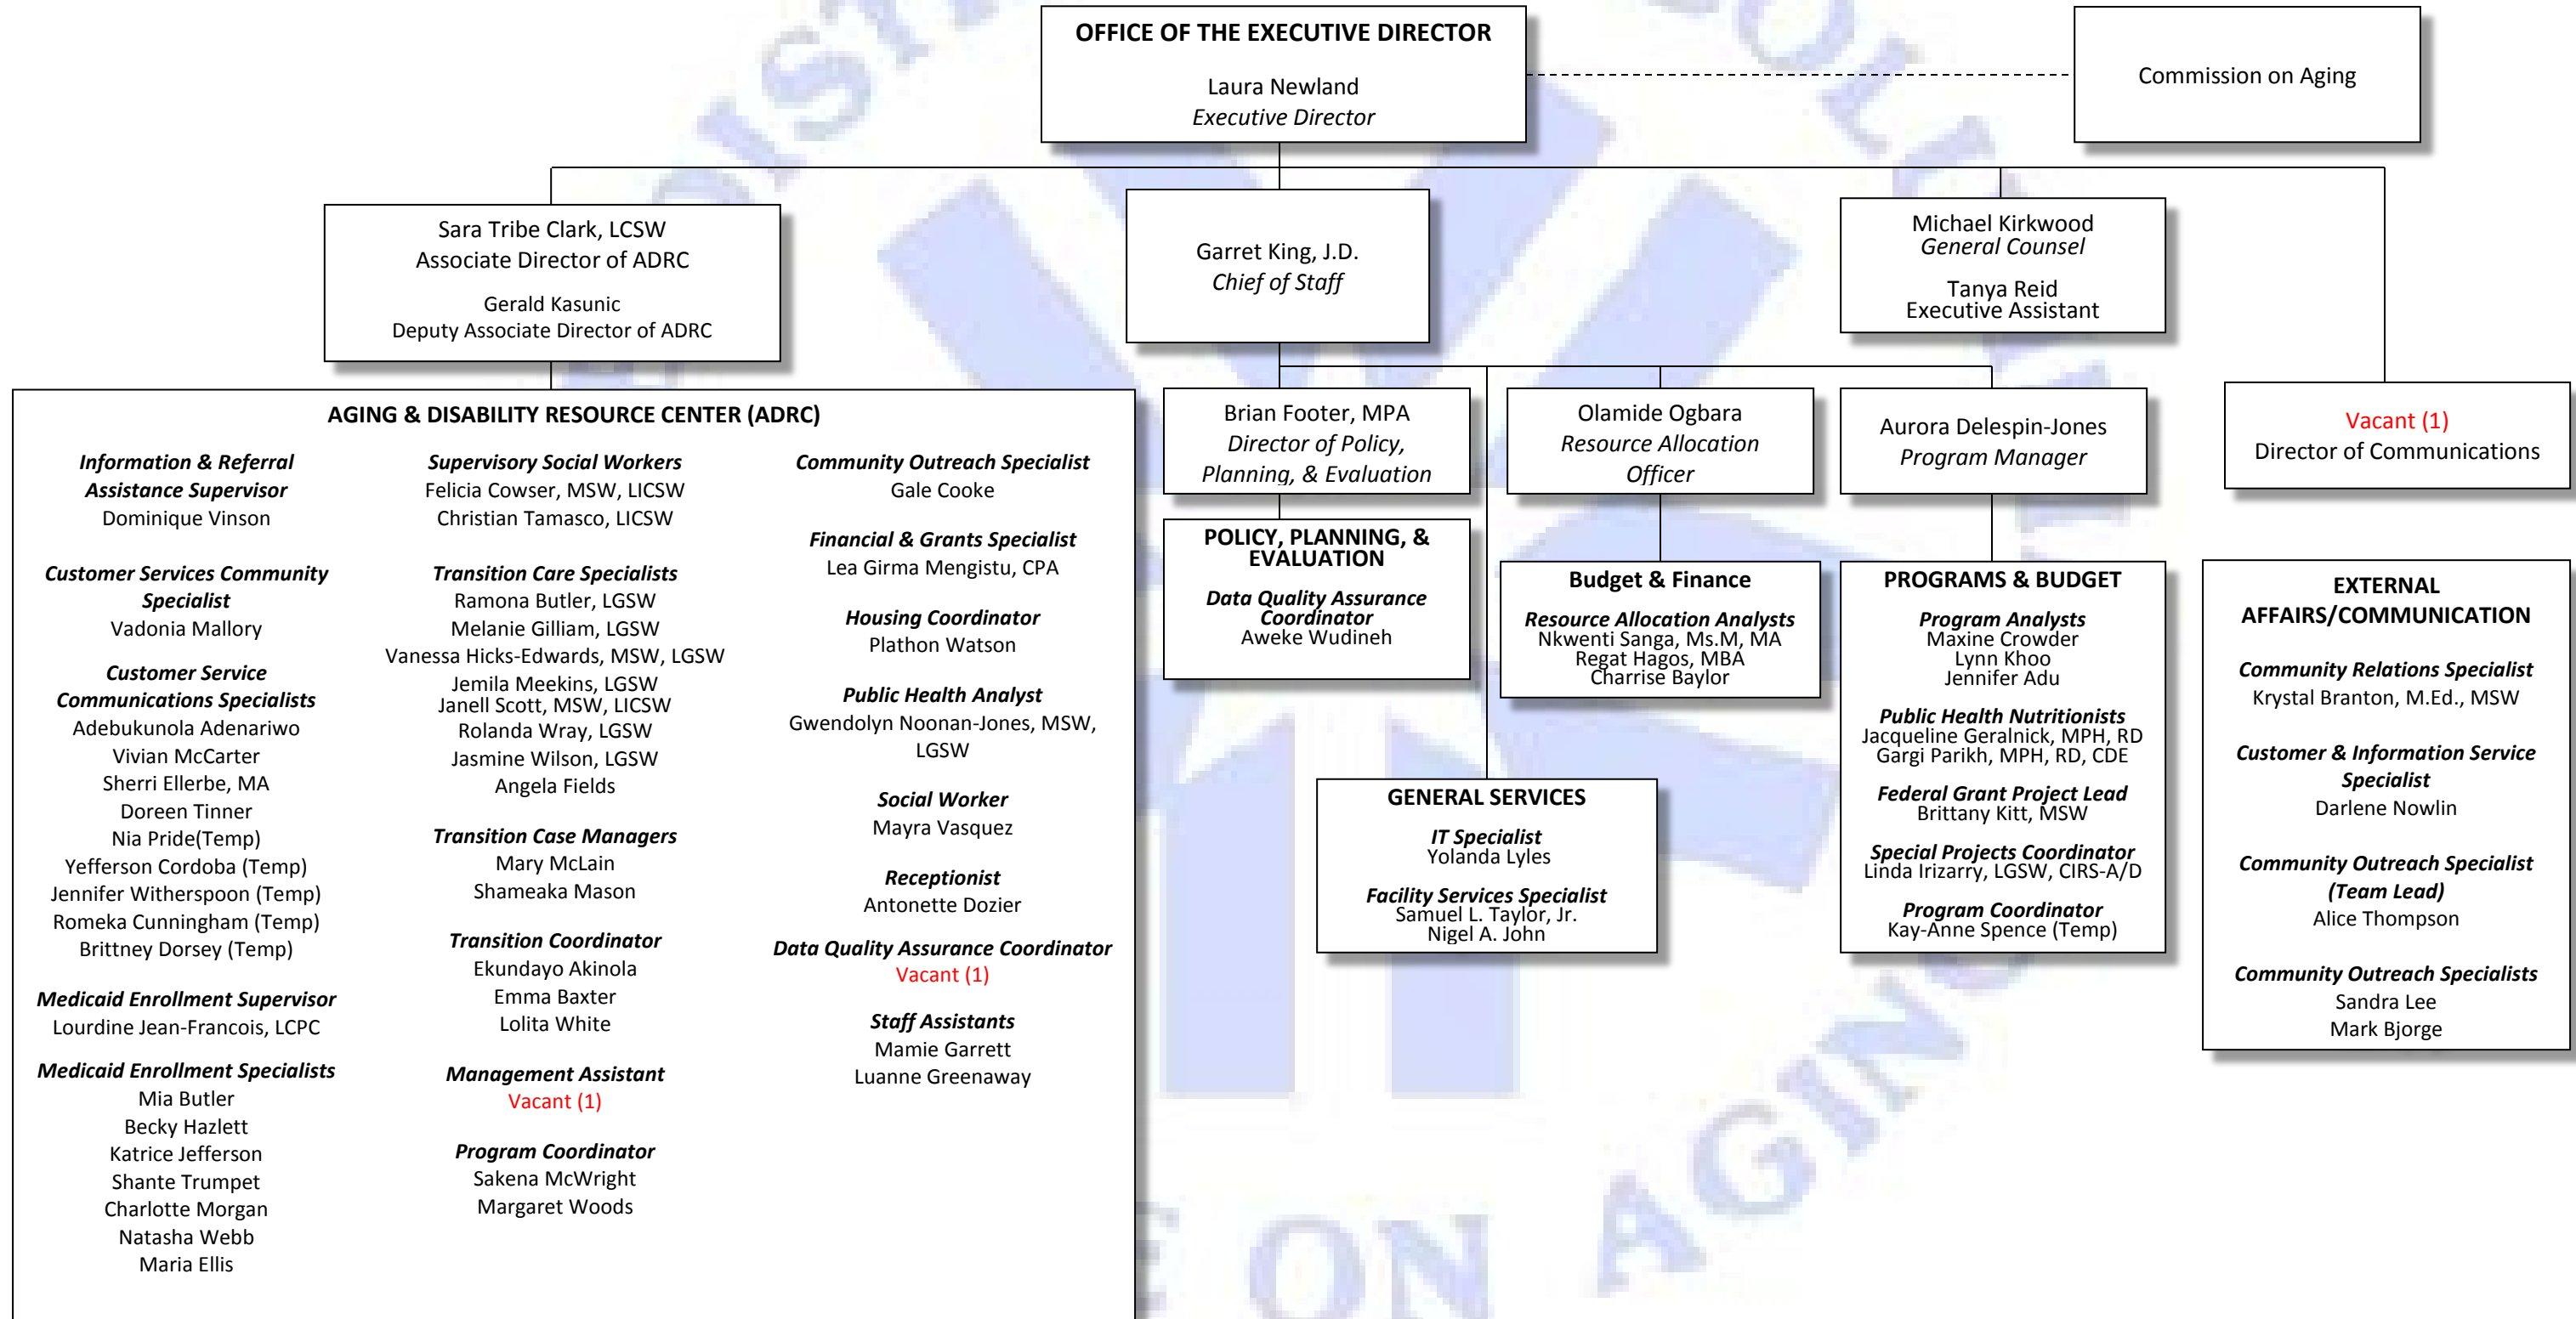 OFFICE OF THE EXECUTIVE DIRECTOR
Laura Newland
Executive Director
Commission on Aging
Sara Tribe Clark, LCSW
Associate Director of ADRC
Gerald Kasunic
Deputy Associate Director of ADRC
Garret King, J.D.
Chief of Staff
Michael Kirkwood
General Counsel
Tanya Reid
Executive Assistant
AGING & DISABILITY RESOURCE CENTER (ADRC)
Information & Referral
Assistance Supervisor
Dominique Vinson
Customer Services Community
Specialist
Vadonia Mallory
Customer Service
Communications Specialists
Adebukunola Adenariwo
Vivian McCarter
Sherri Ellerbe, MA
Doreen Tinner
Nia Pride(Temp)
Yefferson Cordoba (Temp)
Jennifer Witherspoon (Temp)
Romeka Cunningham (Temp)
Brittney Dorsey (Temp)
Medicaid Enrollment Supervisor
Lourdine Jean-Francois, LCPC
Medicaid Enrollment Specialists
Mia Butler
Becky Hazlett
Katrice Jefferson
Shante Trumpet
Charlotte Morgan
Natasha Webb
Maria Ellis
Supervisory Social Workers
Felicia Cowser, MSW, LICSW
Christian Tamasco, LICSW
Transition Care Specialists
Ramona Butler, LGSW
Melanie Gilliam, LGSW
Vanessa Hicks-Edwards, MSW, LGSW
Jemila Meekins, LGSW
Janell Scott, MSW, LICSW
Rolanda Wray, LGSW
Jasmine Wilson, LGSW
Angela Fields
Transition Case Managers
Mary McLain
Shameaka Mason
Transition Coordinator
Ekundayo Akinola
Emma Baxter
Lolita White
Management Assistant
Vacant (1)
Program Coordinator
Sakena McWright
Margaret Woods
Community Outreach Specialist
Gale Cooke
Financial & Grants Specialist
Lea Girma Mengistu, CPA
Housing Coordinator
Plathon Watson
Public Health Analyst
Gwendolyn Noonan-Jones, MSW,
LGSW
Social Worker
Mayra Vasquez
Receptionist
Antonette Dozier
Data Quality Assurance Coordinator
Vacant (1)
Staff Assistants
Mamie Garrett
Luanne Greenaway
Brian Footer, MPA
Director of Policy,
Planning, & Evaluation
POLICY, PLANNING, &
EVALUATION
Data Quality Assurance
Coordinator
Aweke Wudineh
Olamide Ogbara
Resource Allocation
Officer
Budget & Finance
Resource Allocation Analysts
Nkwenti Sanga, Ms.M, MA
Regat Hagos, MBA
Charrise Baylor
GENERAL SERVICES
IT Specialist
Yolanda Lyles
Facility Services Specialist
Samuel L. Taylor, Jr.
Nigel A. John
Aurora Delespin-Jones
Program Manager
PROGRAMS & BUDGET
Program Analysts
Maxine Crowder
Lynn Khoo
Jennifer Adu
Public Health Nutritionists
Jacqueline Geralnick, MPH, RD
Gargi Parikh, MPH, RD, CDE
Federal Grant Project Lead
Brittany Kitt, MSW
Special Projects Coordinator
Linda Irizarry, LGSW, CIRS-A/D
Program Coordinator
Kay-Anne Spence (Temp)
Vacant (1)
Director of Communications
EXTERNAL
AFFAIRS/COMMUNICATION
Community Relations Specialist
Krystal Branton, M.Ed., MSW
Customer & Information Service
Specialist
Darlene Nowlin
Community Outreach Specialist
(Team Lead)
Alice Thompson
Community Outreach Specialists
Sandra Lee
Mark Bjorge
ON AGING